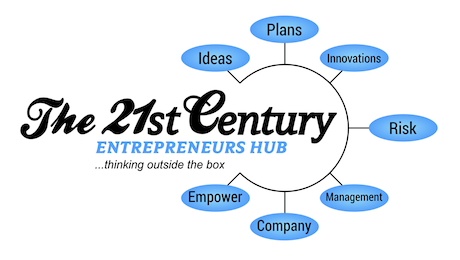 Plans
Ideas
Innovations
The 21st Century
Risk
ENTREPRENEURS HUB
...thinking outside the box
Empower
Management
Company